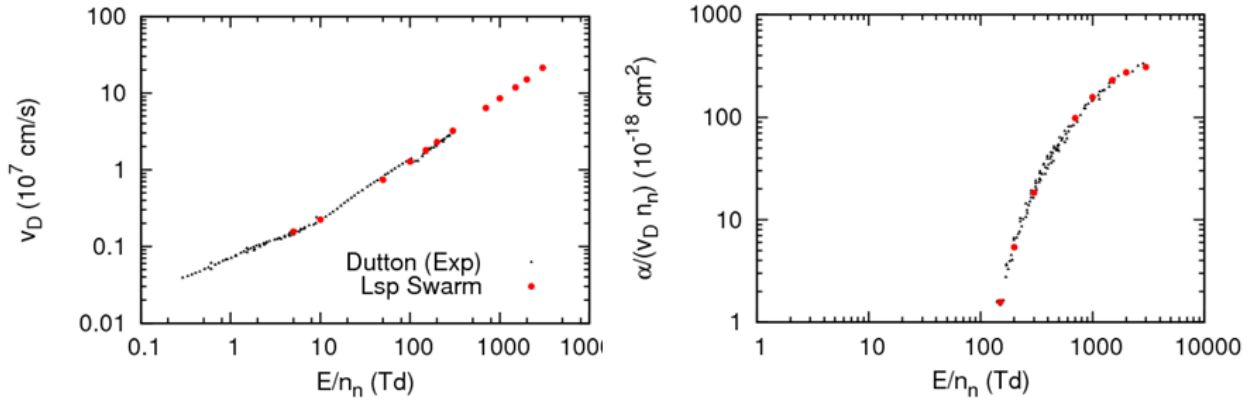 100
10
1
0.1
0.01
v_D (10^7 cm/s)
Dutton (Exp)
Lsp Swarm
0.1 1 10 100 1000 1000
E/n_n (Td)
1000
100
10
1
α/(v_D n_n) (10^-18 cm^2)
1 10 100 1000 10000
E/n_n (Td)